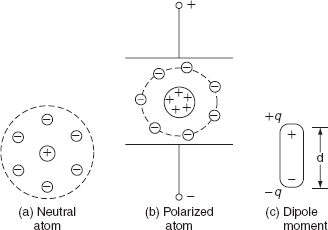 +
−
−
−
−
+
−
−
−
(a) Neutral
atom
−
−
−
−
−
−
−
+
+
+
+
+
−
(b) Polarized
atom
+q
+
d
−
−q
(c) Dipole
moment